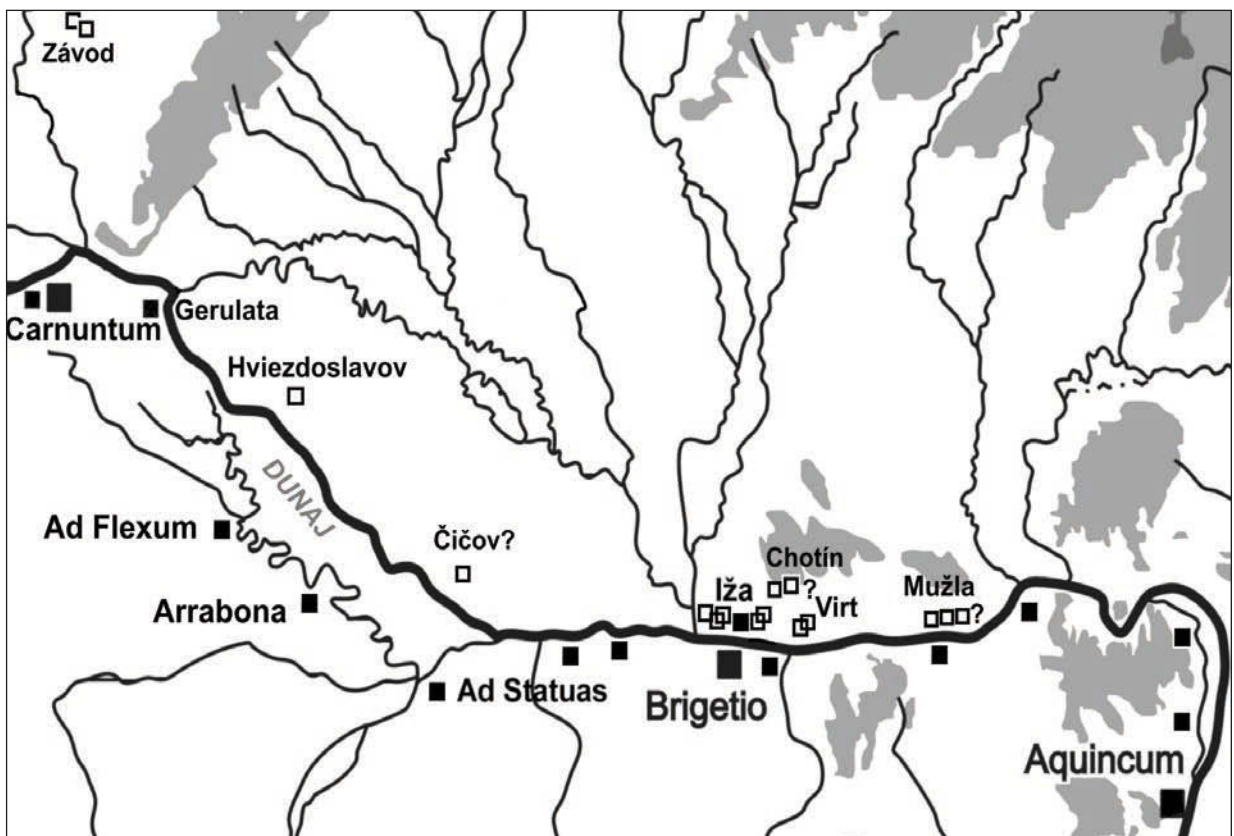 Závod
Carnuntum
Gerulata
Hviezdoslavov
DUNAJ
Ad Flexum
Čičov?
Arrabona
Chotín
?
Iža
Virt
Mužla
?
Ad Statuas
Brigetio
Aquincum